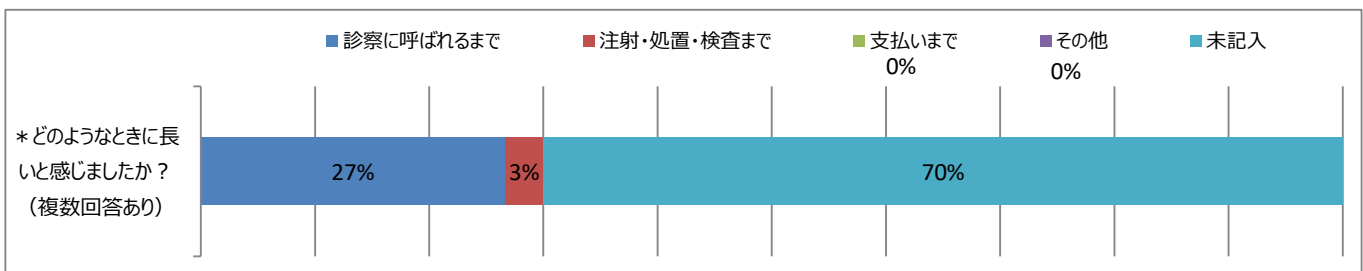 診察に呼ばれるまで 注射・処置・検査まで 支払いまで その他 未記入
0% 0%
*どのようなときに長
いと感じましたか?
(複数回答あり)
27% 3% 70%